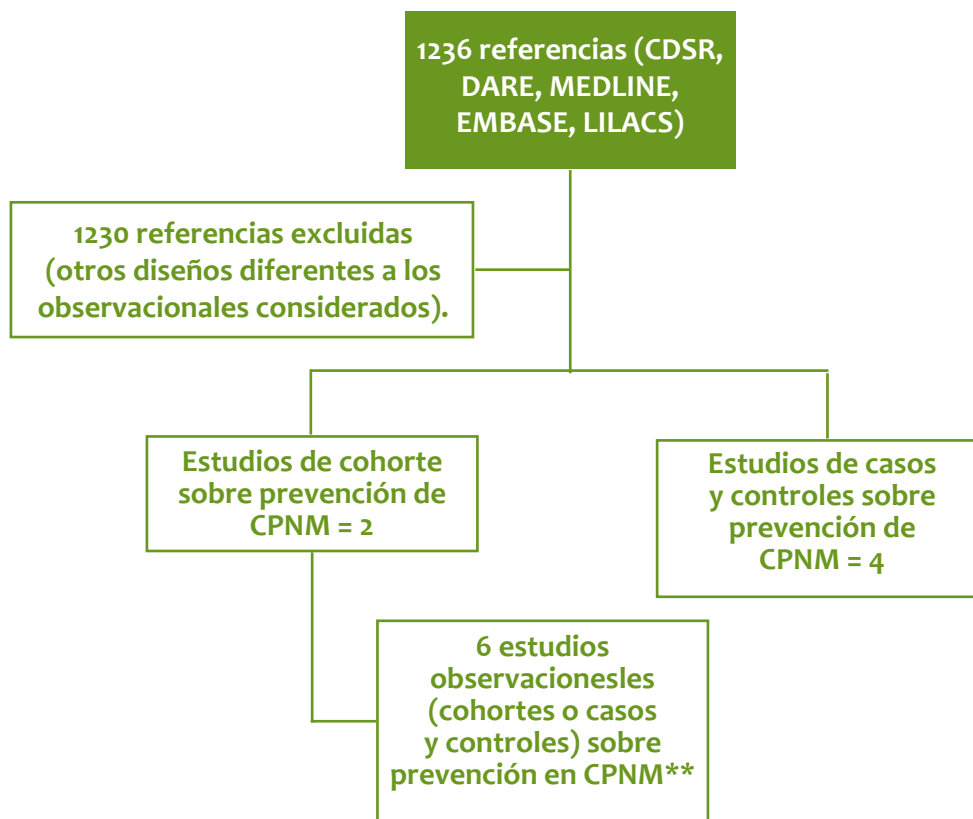 1236 referencias (CDSR,
DARE, MEDLINE,
EMBASE, LILACS)
1230 referencias excluidas
(otros diseños diferentes a los
observacionales considerados).
Estudios de cohorte
sobre prevención de
CPNM = 2
Estudios de casos
y controles sobre
prevención de
CPNM = 4
6 estudios
observacionesles
(cohortes o casos
y controles) sobre
prevención en CPNM**